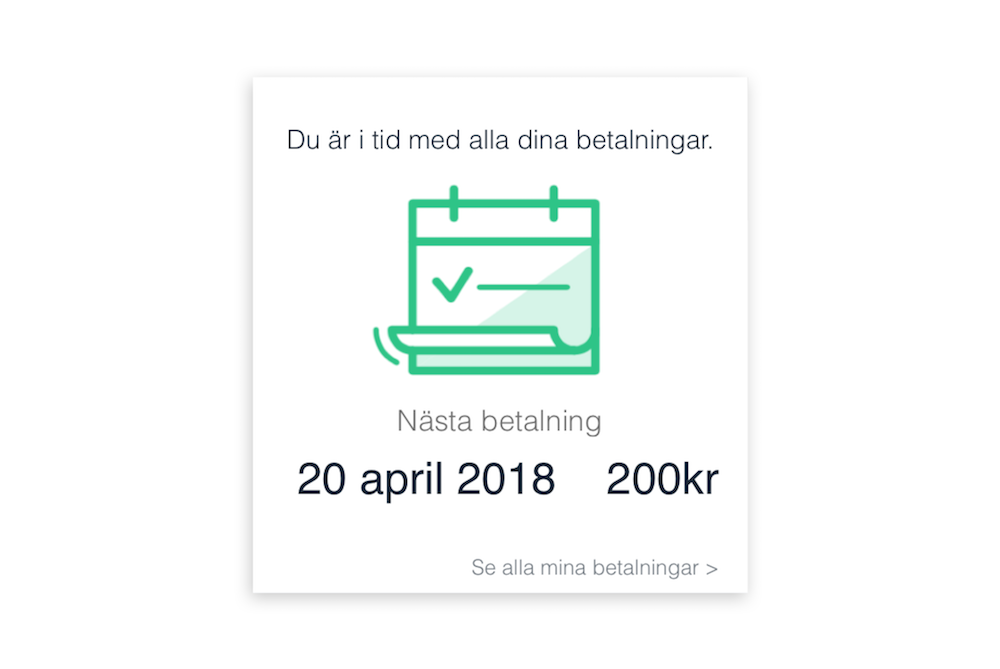 Du är i tid med alla dina betalningar.
Nästa betalning
20 april 2018 200kr
Se alla mina betalningar >